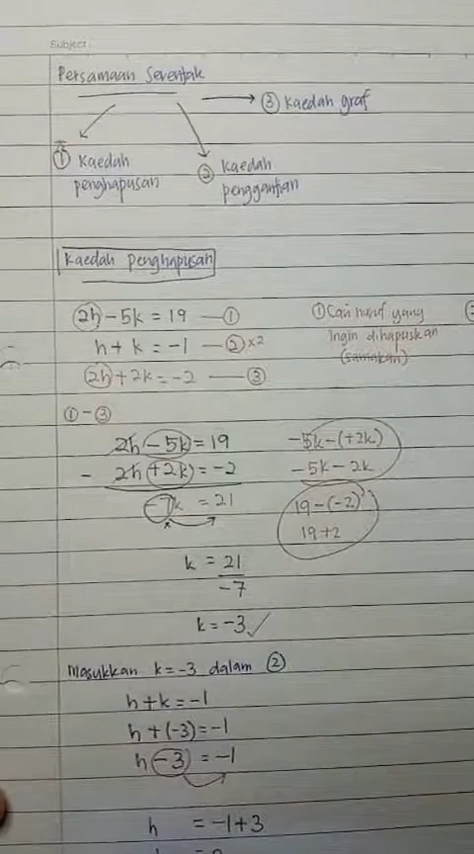 Subject
Persamaan Serentak
③ Kaedah graf
① Kaedah penghapusan
② Kaedah penggantian
Kaedah Penghapusan
2h - 5k = 19 — ①
h + k = -1 — ② ×2
2h + 2k = -2 — ③
① Cari huruf yang
ingin dihapuskan
(samakan)
① - ③
2h - 5k = 19
- 2h + 2k = -2
-7k = 21
-5k - (+2k)
-5k - 2k
19 - (-2)
19 + 2
k = 21
-7
k = -3 ✓
Masukkan k = -3 dalam ②
h + k = -1
h + (-3) = -1
h - 3 = -1
h = -1 + 3